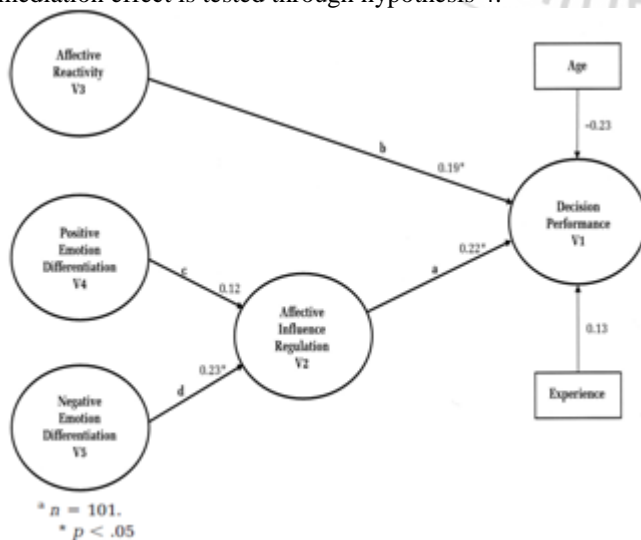 mediation effect is tested through hypothesis 4.
Affective
Reactivity
V3
Age
-0.23
b
0.19*
Positive
Emotion
Differentiation
V4
Decision
Performance
V1
c
0.12
0.22*
a
Affective
Influence
Regulation
V2
0.13
Negative
Emotion
Differentiation
V5
0.23*
d
Experience
a n = 101.
* p < .05